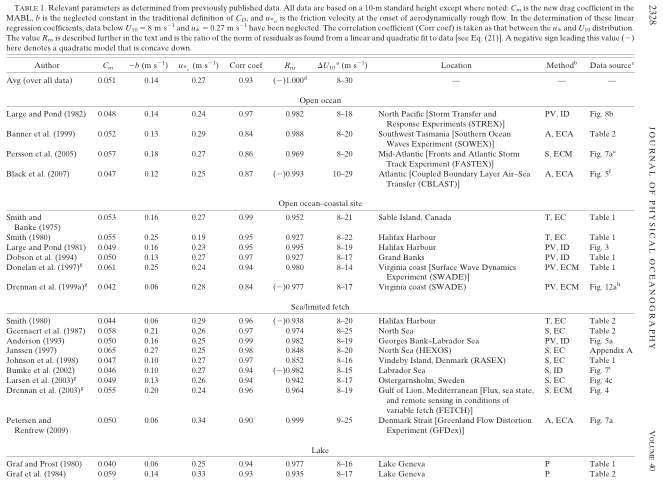 TABLE 1. Relevant parameters as determined from previously published data. All data are based on a 10-m standard height except where noted: Cm is the new drag coefficient in the
MABL, b is the neglected constant in the traditional definition of CD, and u*o is the friction velocity at the onset of aerodynamically rough flow. In the determination of these linear
regression coefficients, data below U10 = 8 m s−1 and u* = 0.27 m s−1 have been neglected. The correlation coefficient (Corr coef) is taken as that between the u* and U10 distribution.
The value Rnr is described further in the text and is the ratio of the norm of residuals as found from a linear and quadratic fit to data [see Eq. (21)]. A negative sign leading this value (−)
here denotes a quadratic model that is concave down.
Author Cm −b (m s−1) u*o (m s−1) Corr coef Rnr ΔU10a (m s−1) Location Methodb Data sourcec
Avg (over all data) 0.051 0.14 0.27 0.93 (−)1.000d 8–30 — — —
Open ocean
Large and Pond (1982) 0.048 0.14 0.24 0.97 0.982 8–18 North Pacific [Storm Transfer and PV, ID Fig. 8b
Response Experiments (STREX)]
Banner et al. (1999) 0.052 0.13 0.29 0.84 0.988 8–20 Southwest Tasmania [Southern Ocean A, ECA Table 2
Waves Experiment (SOWEX)]
Persson et al. (2005) 0.057 0.18 0.27 0.86 0.969 8–20 Mid-Atlantic [Fronts and Atlantic Storm S, ECM Fig. 7ae
Track Experiment (FASTEX)]
Black et al. (2007) 0.047 0.12 0.25 0.87 (−)0.993 10–29 Atlantic [Coupled Boundary Layer Air–Sea A, ECA Fig. 5f
Transfer (CBLAST)]
Open ocean–coastal site
Smith and 0.053 0.16 0.27 0.99 0.952 8–21 Sable Island, Canada T, EC Table 1
Banke (1975)
Smith (1980) 0.055 0.25 0.19 0.95 0.927 8–22 Halifax Harbour T, EC Table 1
Large and Pond (1981) 0.049 0.16 0.23 0.95 0.995 8–19 Halifax Harbour PV, ID Fig. 3
Dobson et al. (1994) 0.050 0.13 0.27 0.97 0.927 8–17 Grand Banks PV, ID Table 1
Donelan et al. (1997)g 0.061 0.25 0.24 0.94 0.980 8–14 Virginia coast [Surface Wave Dynamics PV, ECM Table 1
Experiment (SWADE)]
Drennan et al. (1999a)g 0.042 0.06 0.28 0.84 (−)0.977 8–17 Virginia coast (SWADE) PV, ECM Fig. 12ah
Sea/limited fetch
Smith (1980) 0.044 0.06 0.29 0.96 (−)0.938 8–20 Halifax Harbour T, EC Table 2
Geernaert et al. (1987) 0.058 0.21 0.26 0.97 0.974 8–25 North Sea S, EC Table 2
Anderson (1993) 0.050 0.16 0.25 0.99 0.982 8–19 Georges Bank–Labrador Sea PV, ID Fig. 5a
Janssen (1997) 0.065 0.27 0.25 0.98 0.848 8–20 North Sea (HEXOS) S, EC Appendix A
Johnson et al. (1998) 0.047 0.10 0.27 0.97 0.852 8–16 Vindeby Island, Denmark (RASEX) S, EC Table 1
Bumke et al. (2002) 0.046 0.10 0.27 0.94 (−)0.982 8–15 Labrador Sea S, ID Fig. 7i
Larsen et al. (2003)g 0.049 0.13 0.26 0.94 0.942 8–17 Ostergarnsholm, Sweden S, EC Fig. 4c
Drennan et al. (2003)g 0.055 0.20 0.24 0.96 0.964 8–19 Gulf of Lion, Mediterranean [Flux, sea state, S, ECM Fig. 4
and remote sensing in conditions of
variable fetch (FETCH)]
Petersen and 0.050 0.06 0.34 0.90 0.999 9–25 Denmark Strait [Greenland Flow Distortion A, ECA Fig. 7a
Renfrew (2009) Experiment (GFDex)]
Lake
Graf and Prost (1980) 0.040 0.06 0.25 0.94 0.977 8–16 Lake Geneva P Table 1
Graf et al. (1984) 0.059 0.14 0.33 0.93 0.935 8–17 Lake Geneva P Table 2
2328
JOURNAL OF PHYSICAL OCEANOGRAPHY
VOLUME 40